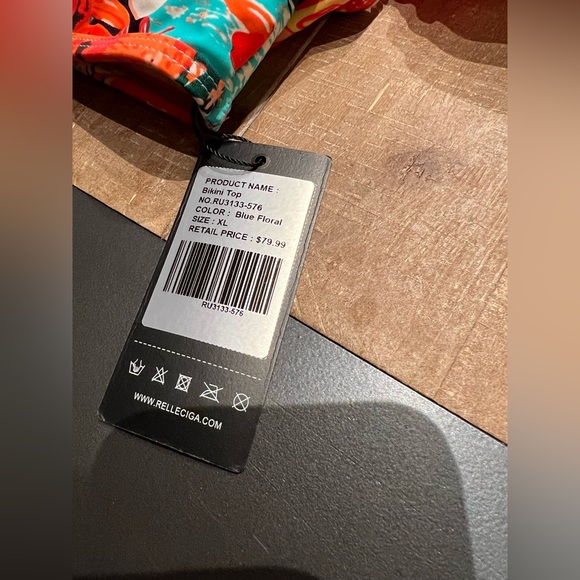 PRODUCT NAME :
Bikini Top
NO.RU3133-576
COLOR : Blue Floral
SIZE : XL
RETAIL PRICE : $79.99
RU3133-576
WWW.RELLECIGA.COM